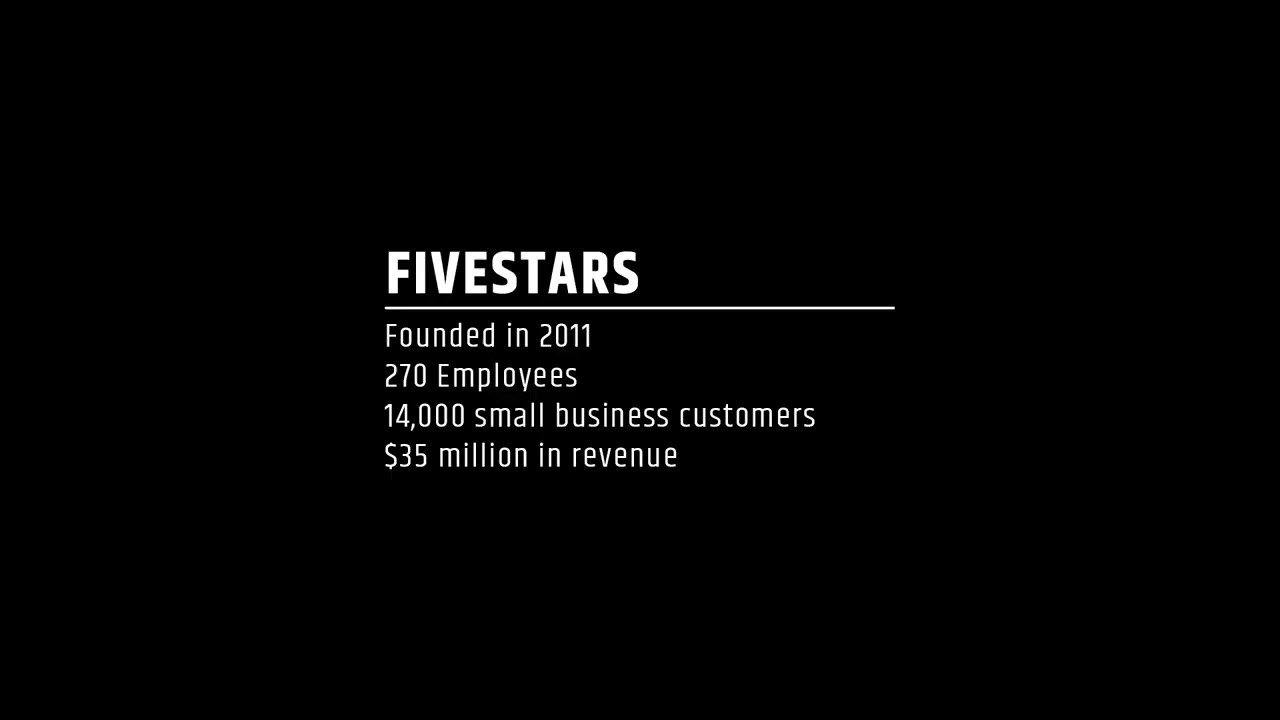 FIVESTARS
Founded in 2011
270 Employees
14,000 small business customers
$35 million in revenue